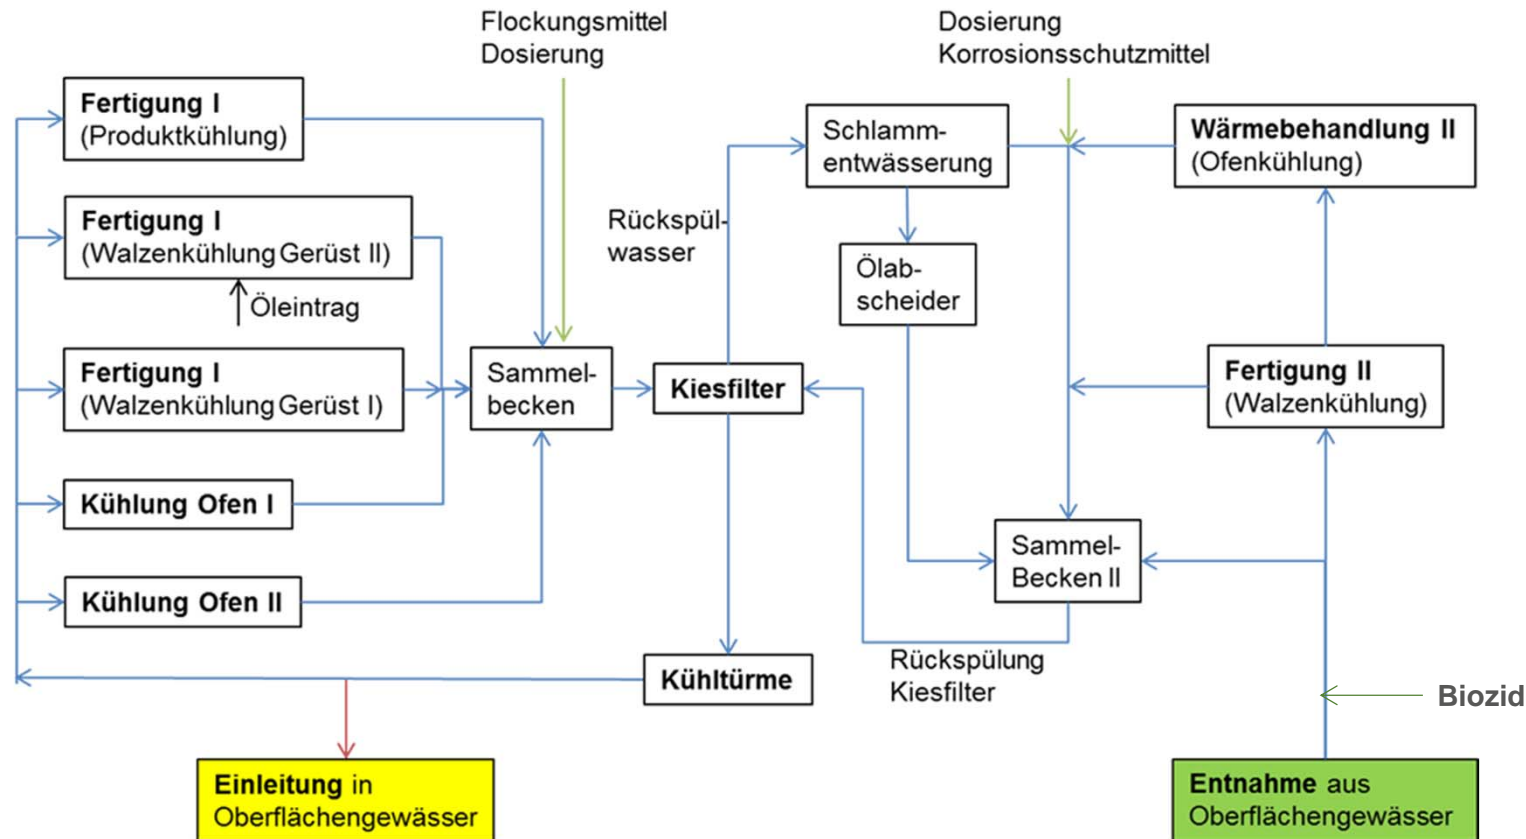 Flockungsmittel
Dosierung
Dosierung
Korrosionsschutzmittel
Fertigung I
(Produktkühlung)
Schlamm-
entwässerung
Wärmebehandlung II
(Ofenkühlung)
Fertigung I
(Walzenkühlung Gerüst II)
Rückspül-
wasser
Ölab-
scheider
Öleintrag
Fertigung I
(Walzenkühlung Gerüst I)
Sammel-
becken
Kiesfilter
Fertigung II
(Walzenkühlung)
Kühlung Ofen I
Sammel-
Becken II
Kühlung Ofen II
Kühltürme
Rückspülung
Kiesfilter
Biozid
Einleitung in
Oberflächengewässer
Entnahme aus
Oberflächengewässer